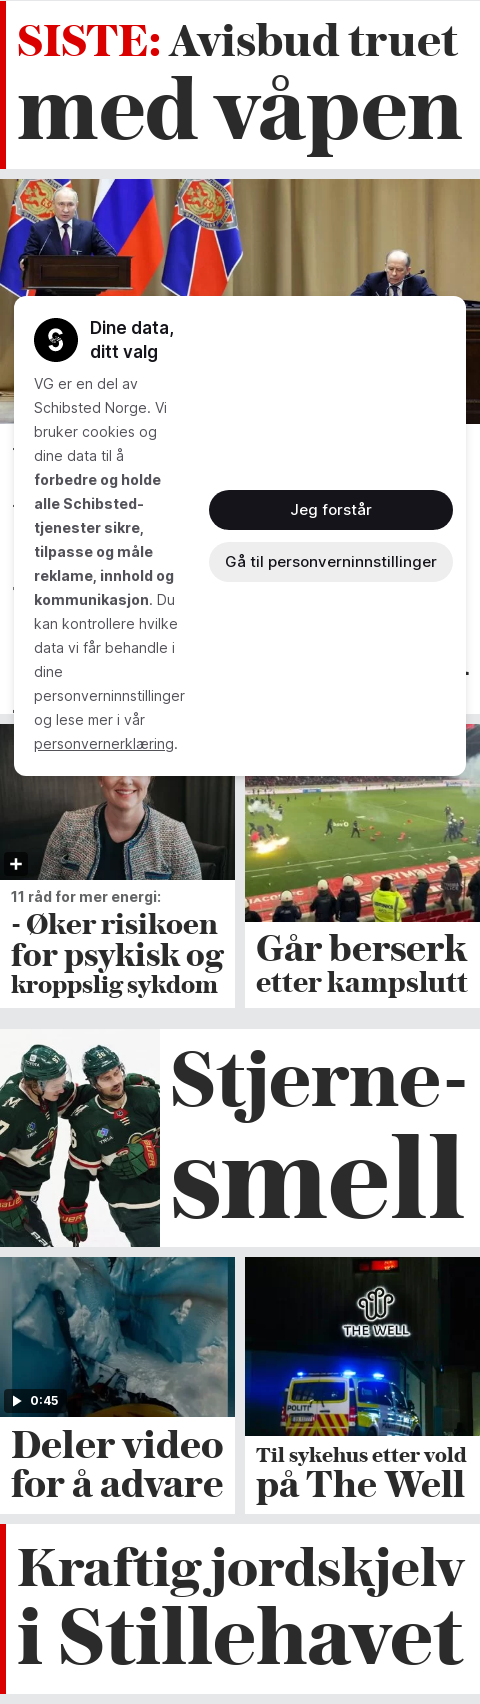 SISTE: Avisbud truet
med våpen
Dine data,
ditt valg
VG er en del av
Schibsted Norge. Vi
bruker cookies og
dine data til å
forbedre og holde
alle Schibsted-
tjenester sikre,
tilpasse og måle
reklame, innhold og
kommunikasjon. Du
kan kontrollere hvilke
data vi får behandle i
dine
personverninnstillinger
og lese mer i vår
personvernerklæring.
Jeg forstår
Gå til personverninnstillinger
11 råd for mer energi:
- Øker risikoen
for psykisk og
kroppslig sykdom
Går berserk
etter kampslutt
Stjerne-
smell
0:45
Deler video
for å advare
THE WELL
POLITI
Til sykehus etter vold
på The Well
Kraftig jordskjelv
i Stillehavet